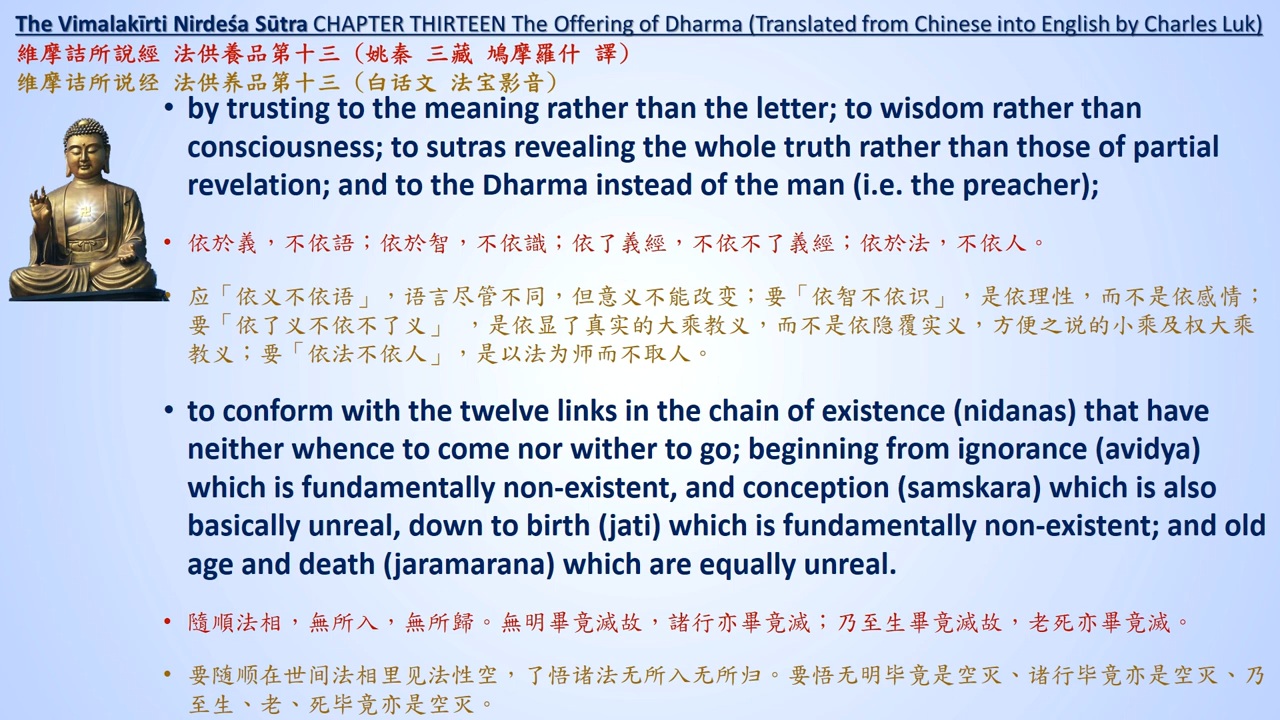 The Vimalakīrti Nirdeśa Sūtra CHAPTER THIRTEEN The Offering of Dharma (Translated from Chinese into English by Charles Luk)
維摩詰所說經 法供養品第十三（姚秦 三藏 鳩摩羅什 譯）
维摩诘所说经 法供养品第十三（白话文 法宝影音）
• by trusting to the meaning rather than the letter; to wisdom rather than
consciousness; to sutras revealing the whole truth rather than those of partial
revelation; and to the Dharma instead of the man (i.e. the preacher);
• 依於義，不依語；依於智，不依識；依了義經，不依不了義經；依於法，不依人。
• 应「依义不依语」，语言尽管不同，但意义不能改变；要「依智不依识」，是依理性，而不是依感情；
要「依了义不依不了义」 ，是依显了真实的大乘教义，而不是依隐覆实义，方便之说的小乘及权大乘
教义；要「依法不依人」，是以法为师而不取人。
• to conform with the twelve links in the chain of existence (nidanas) that have
neither whence to come nor wither to go; beginning from ignorance (avidya)
which is fundamentally non-existent, and conception (samskara) which is also
basically unreal, down to birth (jati) which is fundamentally non-existent; and old
age and death (jaramarana) which are equally unreal.
• 隨順法相，無所入，無所歸。無明畢竟滅故，諸行亦畢竟滅；乃至生畢竟滅故，老死亦畢竟滅。
• 要随顺在世间法相里见法性空，了悟诸法无所入无所归。要悟无明毕竟是空灭、诸行毕竟亦是空灭、乃
至生、老、死毕竟亦是空灭。